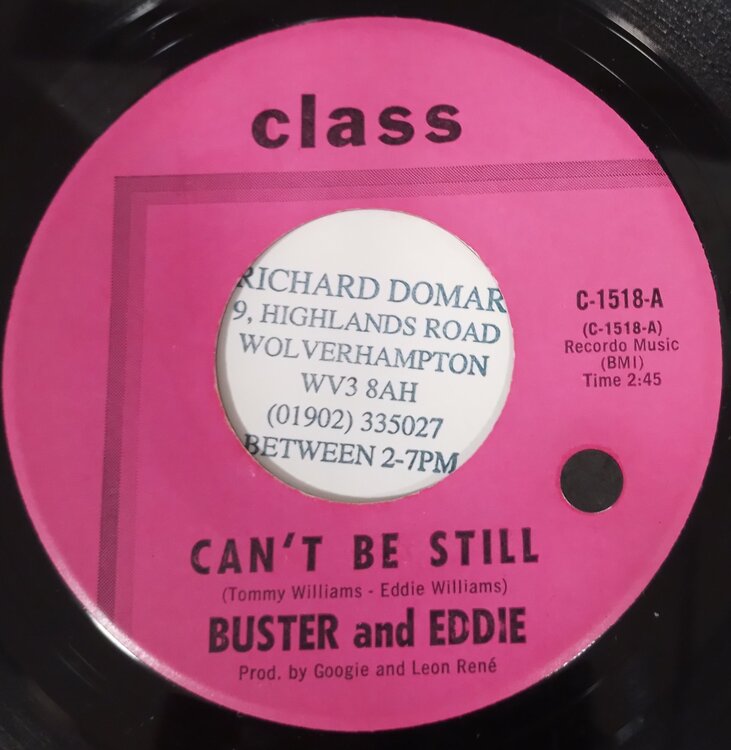 class
RICHARD DOMAR
9, HIGHLANDS ROAD
WOLVERHAMPTON
WV3 8AH
(01902) 335027
BETWEEN 2-7PM
C-1518-A
(C-1518-A)
Recordo Music
(BMI)
Time 2:45
CAN'T BE STILL
(Tommy Williams - Eddie Williams)
BUSTER and EDDIE
Prod. by Googie and Leon René